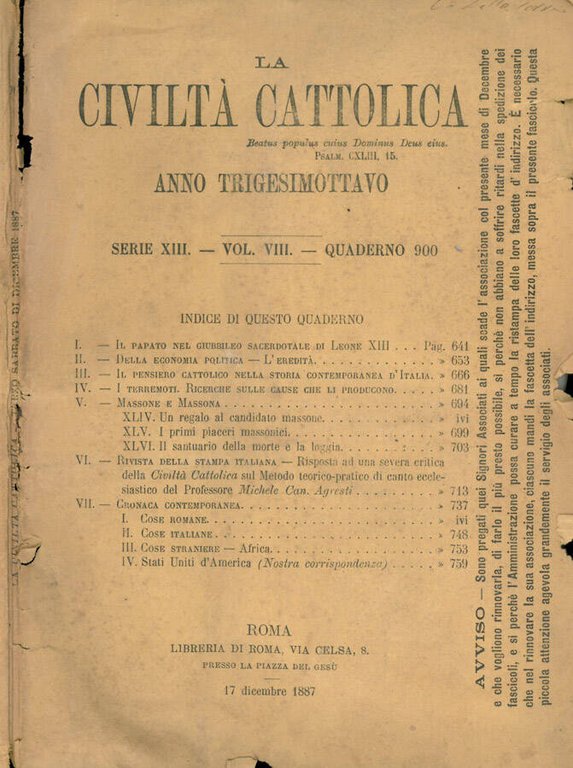 LA
CIVILTÀ CATTOLICA
Beatus populus cuius Dominus Deus eius.
PSALM. CXLIII, 15.
ANNO TRIGESIMOTTAVO
SERIE XIII. — VOL. VIII. — QUADERNO 900
INDICE DI QUESTO QUADERNO
I. — IL PAPATO NEL GIUBBILEO SACERDOTALE DI LEONE XIII . . . Pag. 641
II. — DELLA ECONOMIA POLITICA — L'EREDITÀ. . . . . . . . . . . » 653
III. — IL PENSIERO CATTOLICO NELLA STORIA CONTEMPORANEA D'ITALIA. » 666
IV. — I TERREMOTI. RICERCHE SULLE CAUSE CHE LI PRODUCONO. . . . » 681
V. — MASSONE E MASSONA. . . . . . . . . . . . . . . . » 694
XLIV. Un regalo al candidato massone. . . . . . . . . . » ivi
XLV. I primi piaceri massonici. . . . . . . . . . . . » 699
XLVI. Il santuario della morte e la loggia. . . . . . . . » 703
VI. — RIVISTA DELLA STAMPA ITALIANA — Risposta ad una severa critica
della Civiltà Cattolica sul Metodo teorico-pratico di canto eccle-
siastico del Professore Michele Can. Agresti . . . . . . . » 713
VII. — CRONACA CONTEMPORANEA. . . . . . . . . . . . . . » 737
I. COSE ROMANE. . . . . . . . . . . . . . . . » ivi
II. COSE ITALIANE . . . . . . . . . . . . . . . » 748
III. COSE STRANIERE — Africa. . . . . . . . . . . . » 753
IV. Stati Uniti d'America (Nostra corrispondenza) . . . . . » 759
ROMA
LIBRERIA DI ROMA, VIA CELSA, 8.
PRESSO LA PIAZZA DEL GESÙ
17 dicembre 1887
AVVISO — Sono pregati quei Signori Associati ai quali scade l'associazione col presente mese di Decembre
e che vogliono rinnovarla, di farlo il più presto possibile, sì perchè non abbiano a soffrire ritardi nella spedizione dei
fascicoli, e sì perchè l'Amministrazione possa curare a tempo la ristampa delle loro fascette d'indirizzo. È necessario
che nel rinnovare la sua associazione, ciascuno mandi la fascetta dell'indirizzo, messa sopra il presente fascicolo. Questa
piccola attenzione agevola grandemente il servigio degli associati.
LA CIVILTÀ CATTOLICA
SABBATO DI DICEMBRE 1887